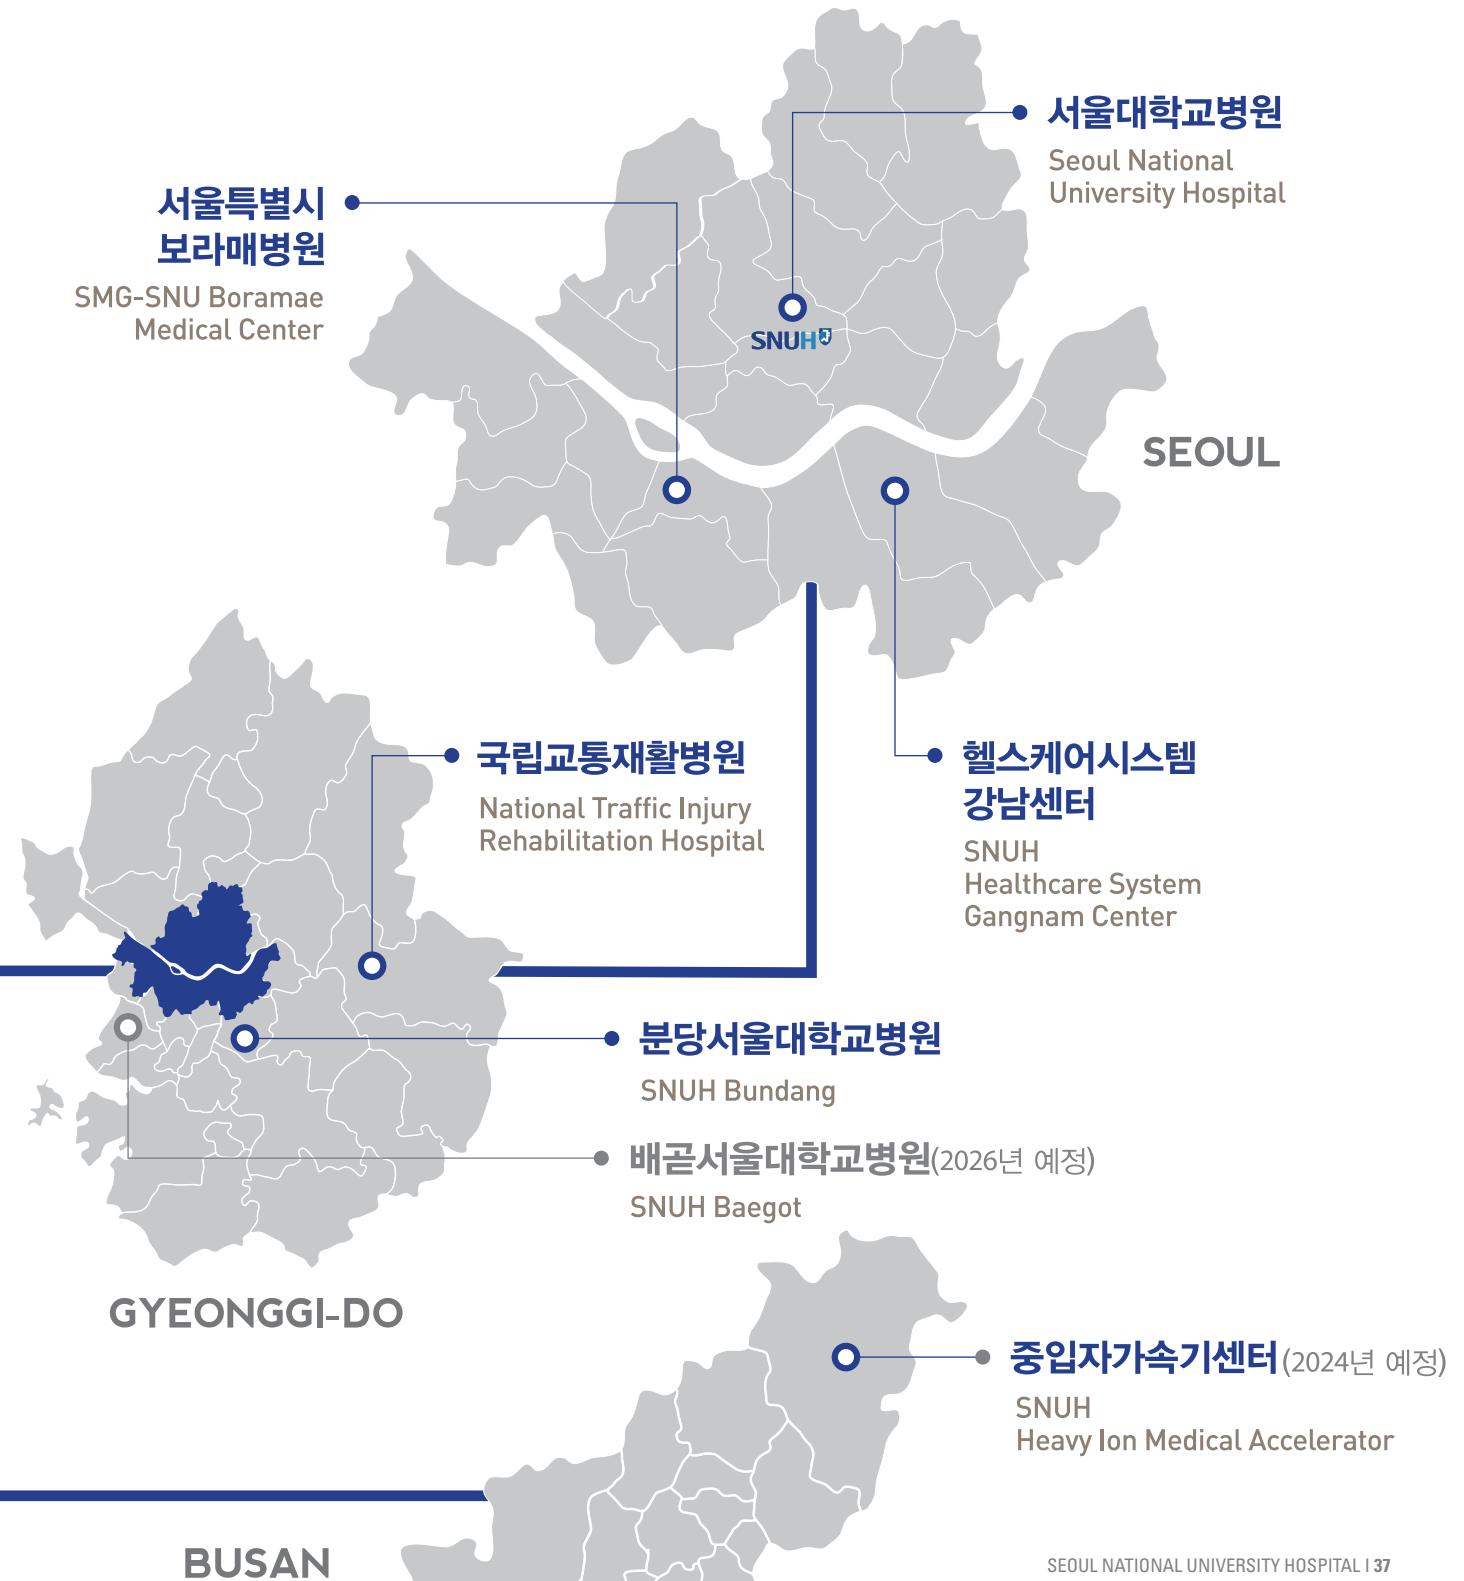 서울대학교병원
Seoul National
University Hospital
서울특별시
보라매병원
SMG-SNU Boramae
Medical Center
SNUH
SEOUL
국립교통재활병원
National Traffic Injury
Rehabilitation Hospital
헬스케어시스템
강남센터
SNUH
Healthcare System
Gangnam Center
분당서울대학교병원
SNUH Bundang
배곧서울대학교병원(2026년 예정)
SNUH Baegot
GYEONGGI-DO
중입자가속기센터(2024년 예정)
SNUH
Heavy Ion Medical Accelerator
BUSAN
SEOUL NATIONAL UNIVERSITY HOSPITAL I 37